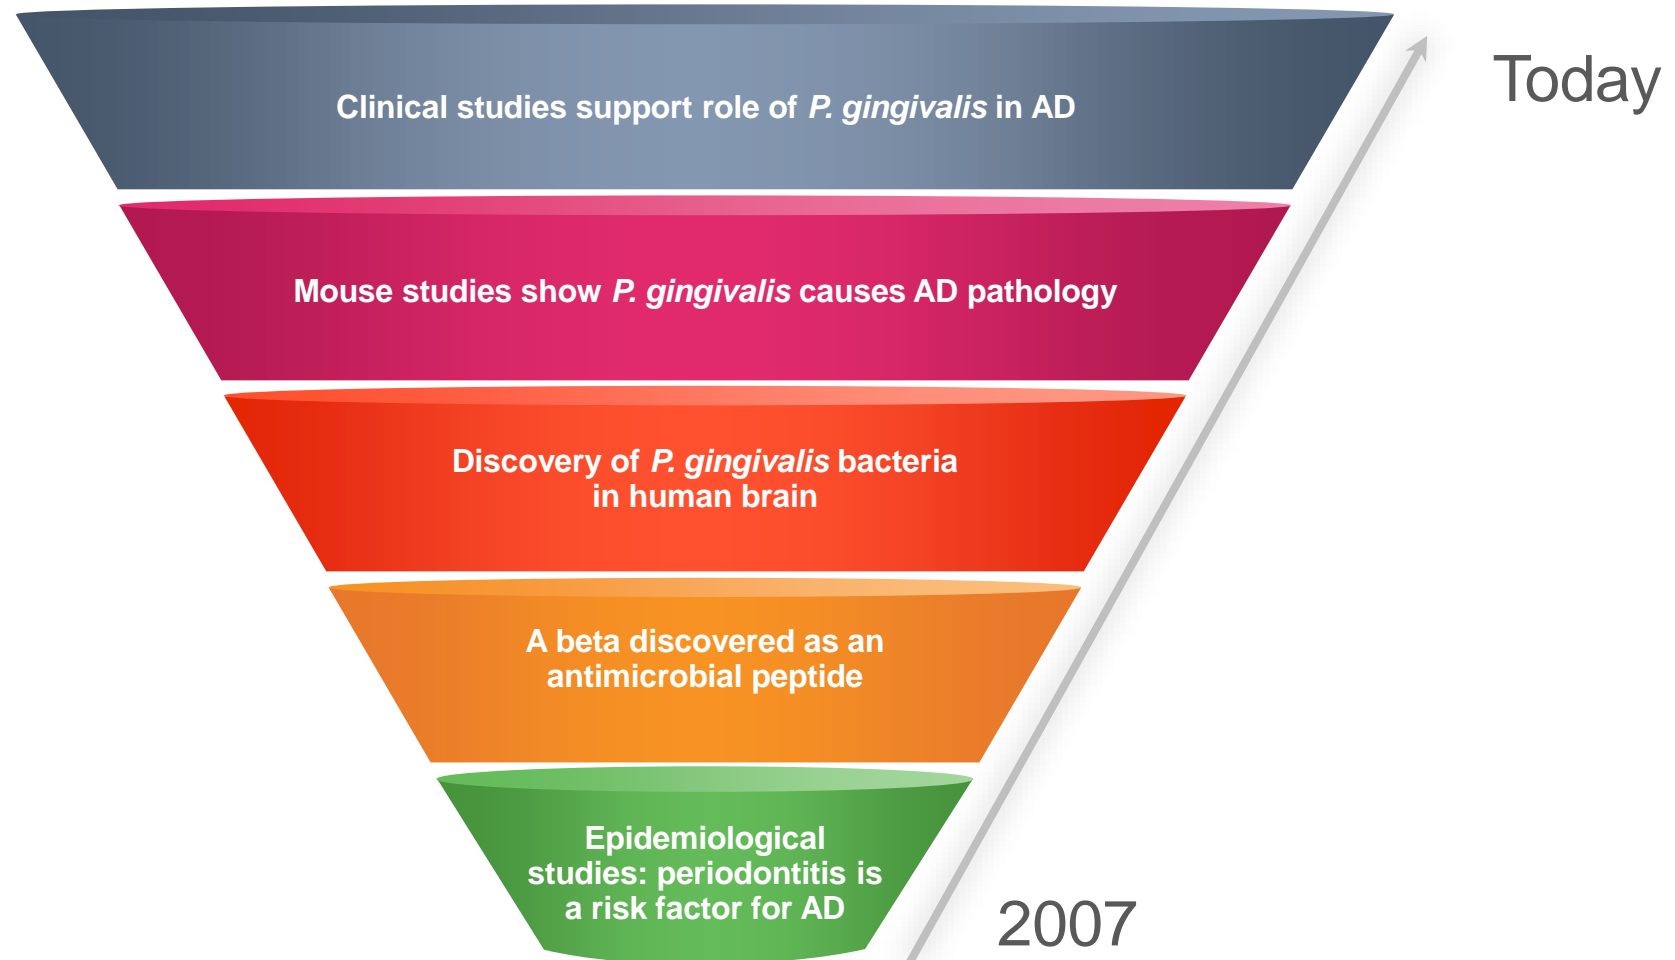 Today
Clinical studies support role of P. gingivalis in AD
Mouse studies show P. gingivalis causes AD pathology
Discovery of P. gingivalis bacteria
in human brain
A beta discovered as an
antimicrobial peptide
Epidemiological
studies: periodontitis is
a risk factor for AD
2007